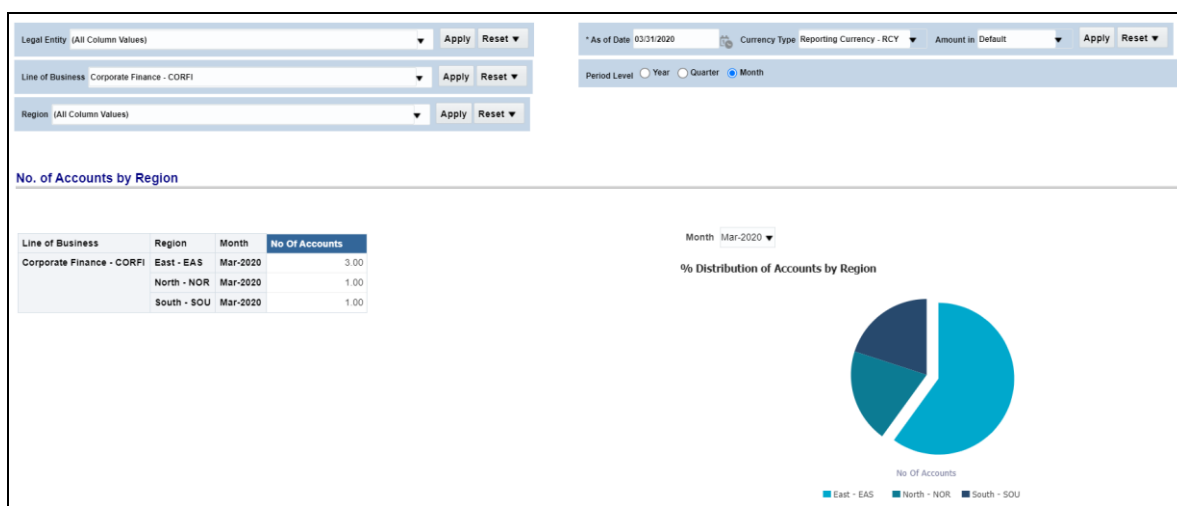 Legal Entity (All Column Values) Apply Reset
* As of Date 03/31/2020 Currency Type Reporting Currency - RCY Amount in Default Apply Reset
Line of Business Corporate Finance - CORFI Apply Reset
Period Level Year Quarter Month
Region (All Column Values) Apply Reset
No. of Accounts by Region
Line of Business Region Month No Of Accounts
Corporate Finance - CORFI East - EAS Mar-2020 3.00
North - NOR Mar-2020 1.00
South - SOU Mar-2020 1.00
Month Mar-2020
% Distribution of Accounts by Region
No Of Accounts
East - EAS North - NOR South - SOU